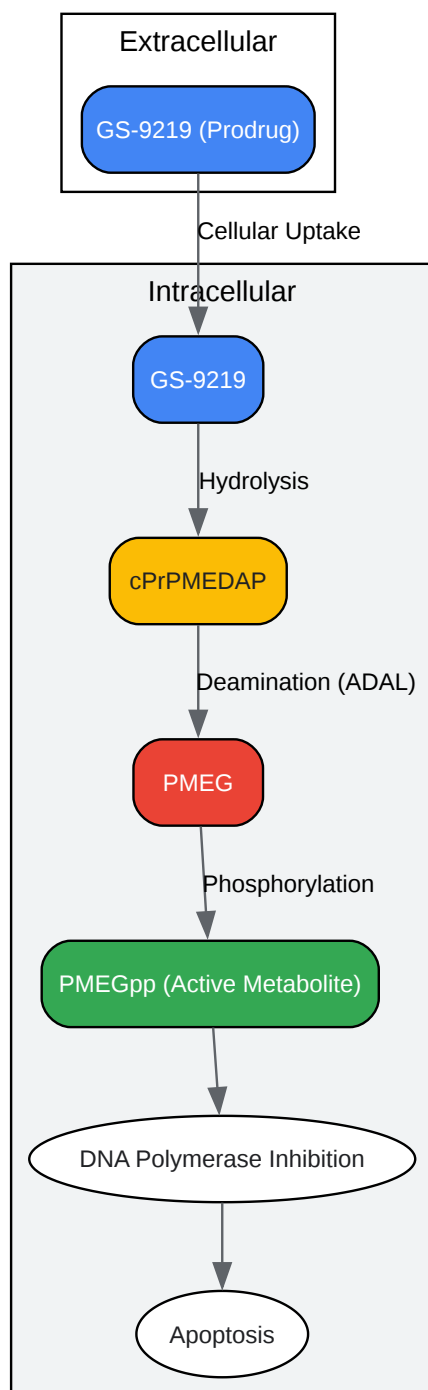 Extracellular
GS-9219 (Prodrug)
Cellular Uptake
Intracellular
GS-9219
Hydrolysis
cPrPMEDAP
Deamination (ADAL)
PMEG
Phosphorylation
PMEGpp (Active Metabolite)
DNA Polymerase Inhibition
Apoptosis